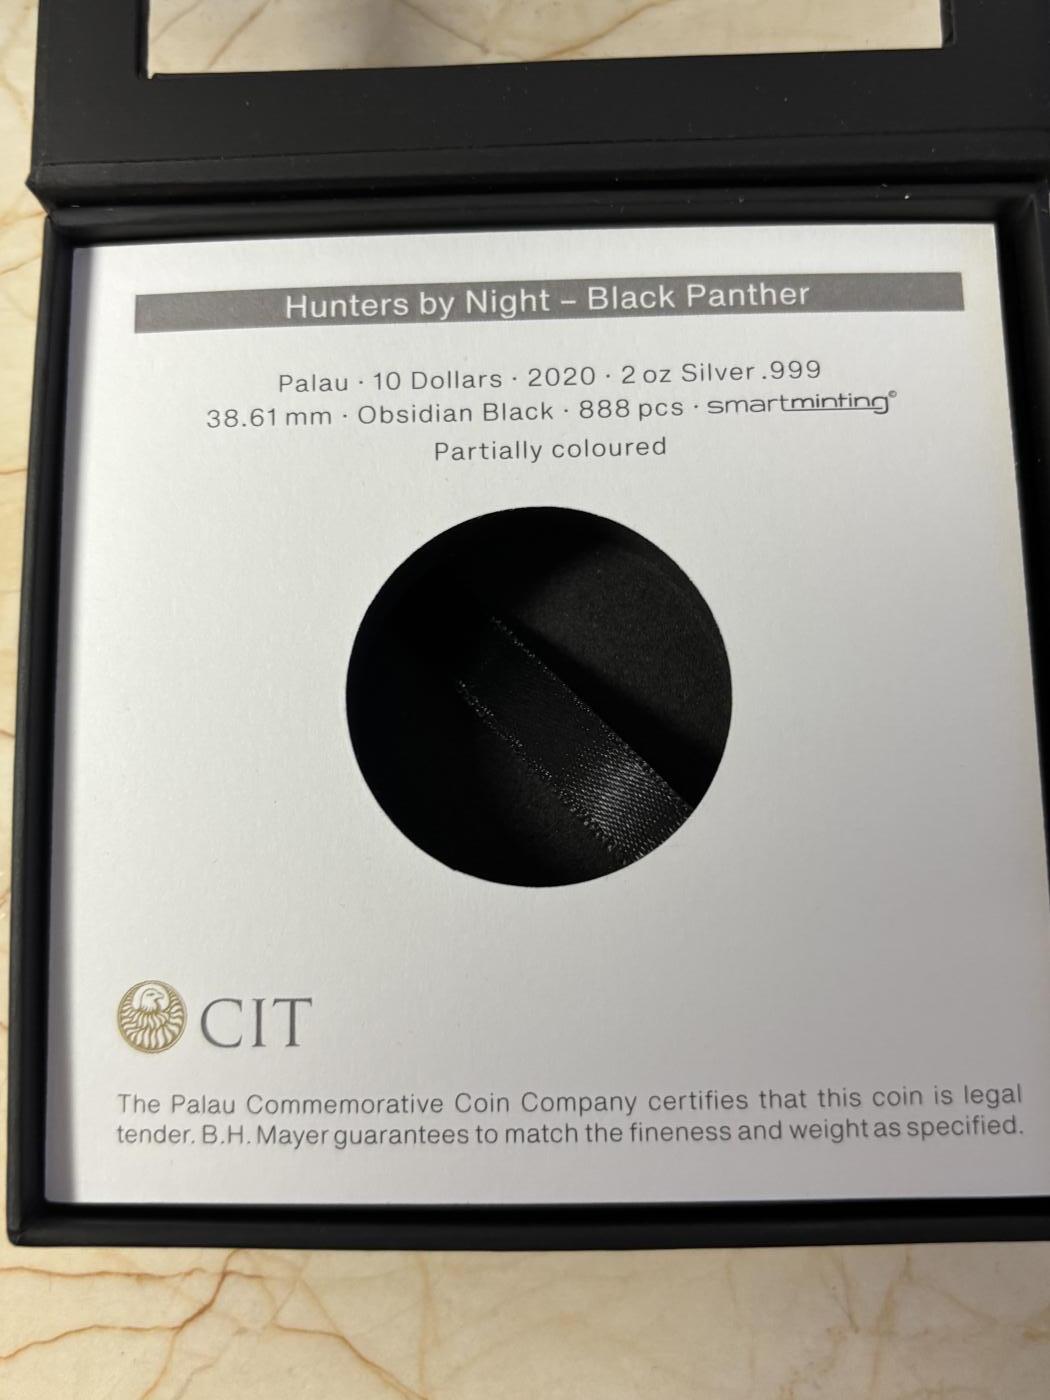 Hunters by Night – Black Panther
Palau · 10 Dollars · 2020 · 2 oz Silver .999
38.61 mm · Obsidian Black · 888 pcs · smartminting©
Partially coloured
CIT
The Palau Commemorative Coin Company certifies that this coin is legal
tender. B.H. Mayer guarantees to match the fineness and weight as specified.